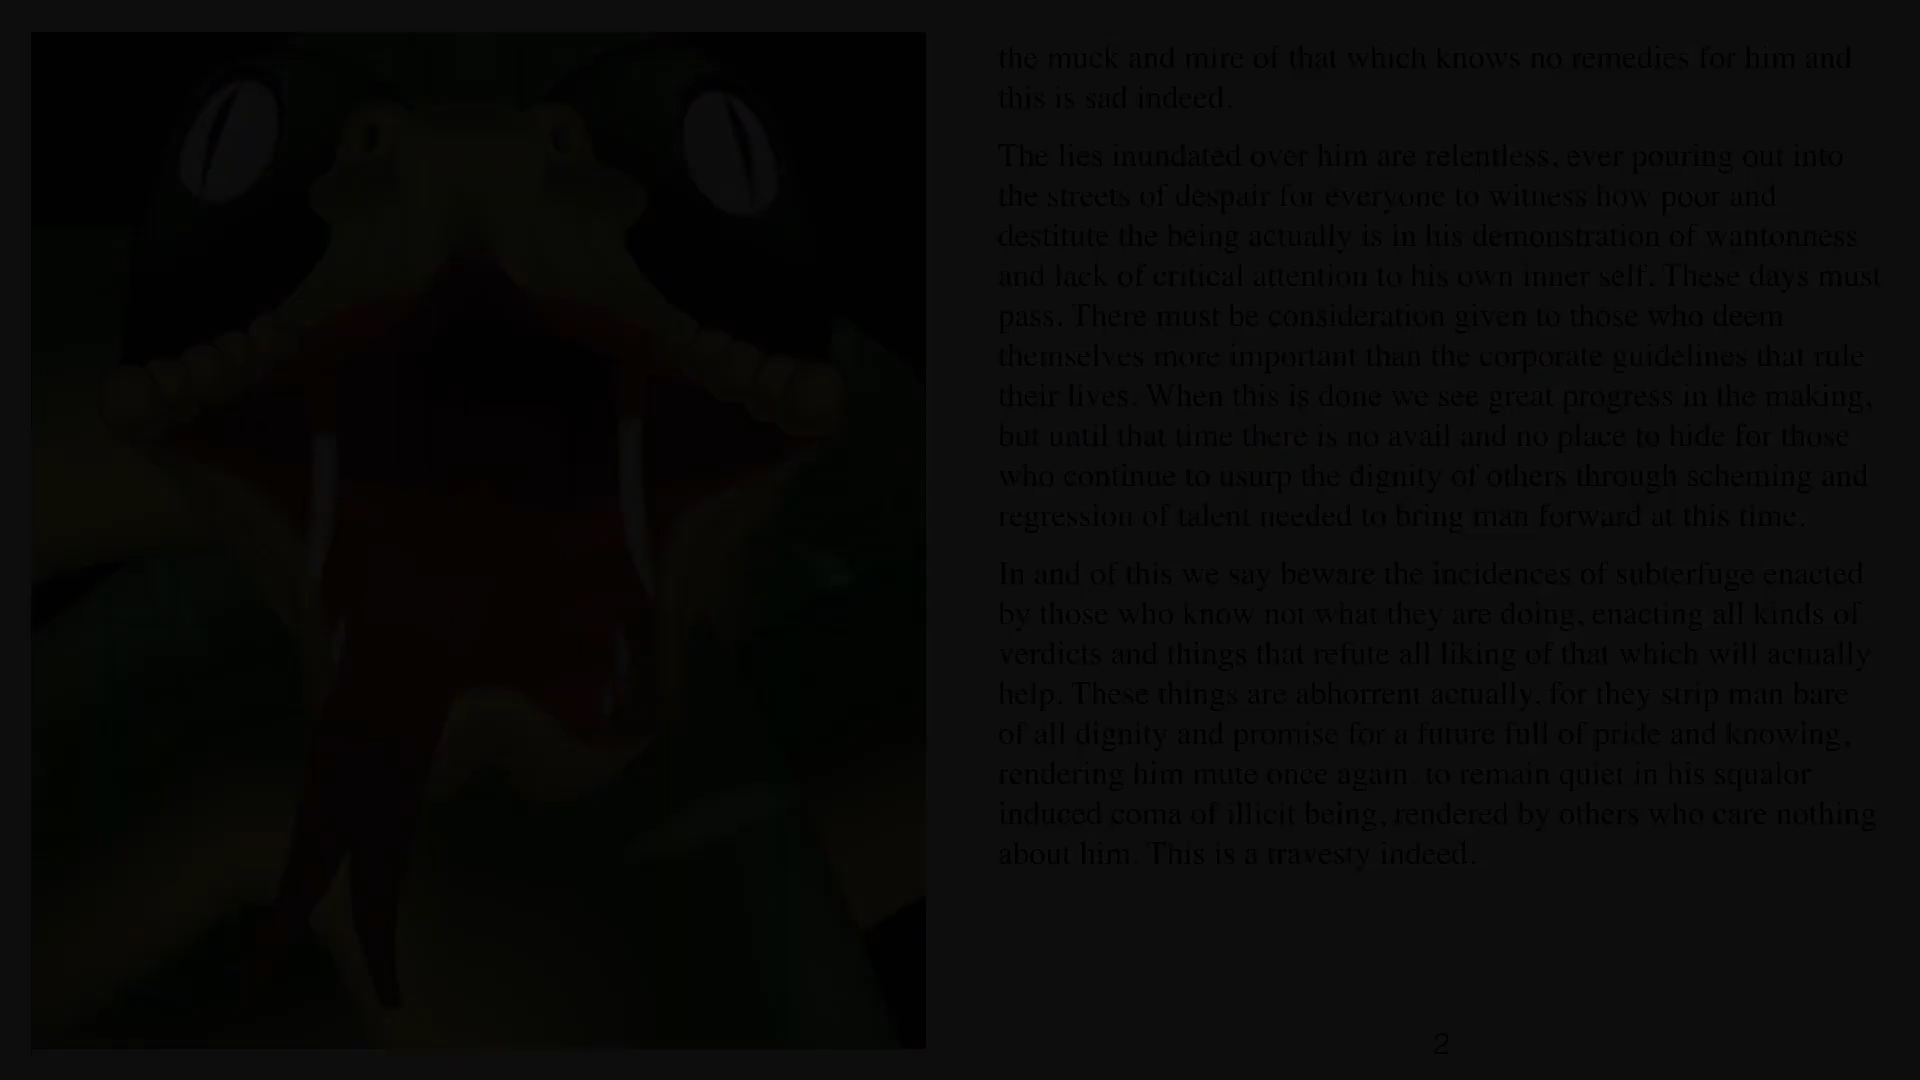 the muck and mire of that which knows no remedies for him and
this is sad indeed.
The lies inundated over him are relentless, ever pouring out into
the streets of despair for everyone to witness how poor and
destitute the being actually is in his demonstration of wantonness
and lack of critical attention to his own inner self. These days must
pass. There must be consideration given to those who deem
themselves more important than the corporate guidelines that rule
their lives. When this is done we see great progress in the making,
but until that time there is no avail and no place to hide for those
who continue to usurp the dignity of others through scheming and
regression of talent needed to bring man forward at this time.
In and of this we say beware the incidences of subterfuge enacted
by those who know not what they are doing, enacting all kinds of
verdicts and things that refute all liking of that which will actually
help. These things are abhorrent actually, for they strip man bare
of all dignity and promise for a future full of pride and knowing,
rendering him mute once again, to remain quiet in his squalor
induced coma of illicit being, rendered by others who care nothing
about him. This is a travesty indeed.
2